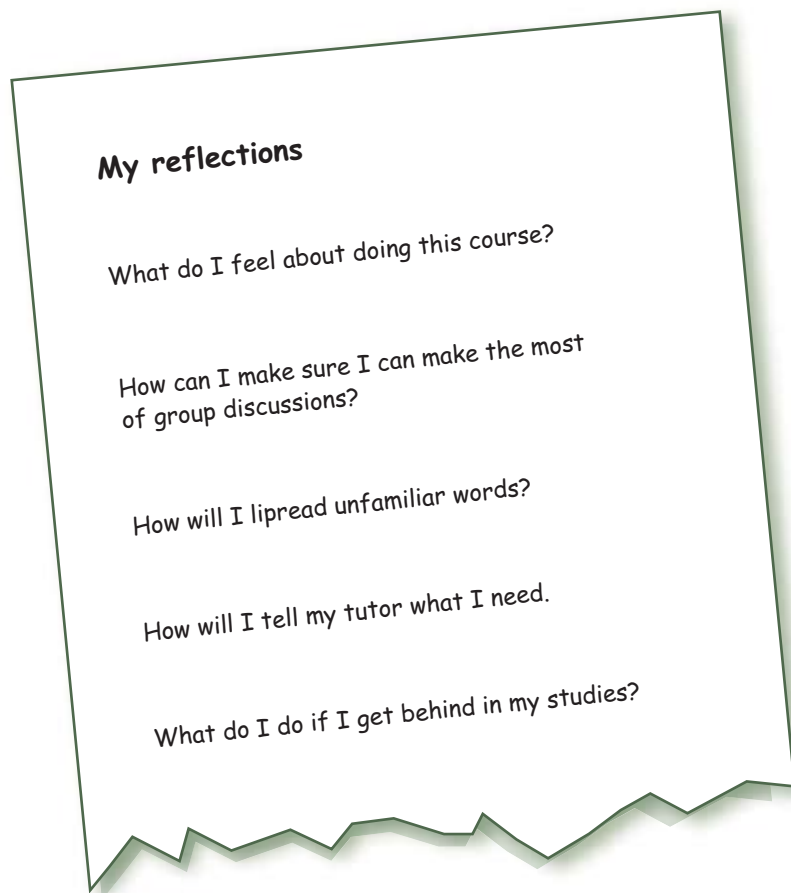 My reflections
What do I feel about doing this course?
How can I make sure I can make the most
of group discussions?
How will I lipread unfamiliar words?
How will I tell my tutor what I need.
What do I do if I get behind in my studies?